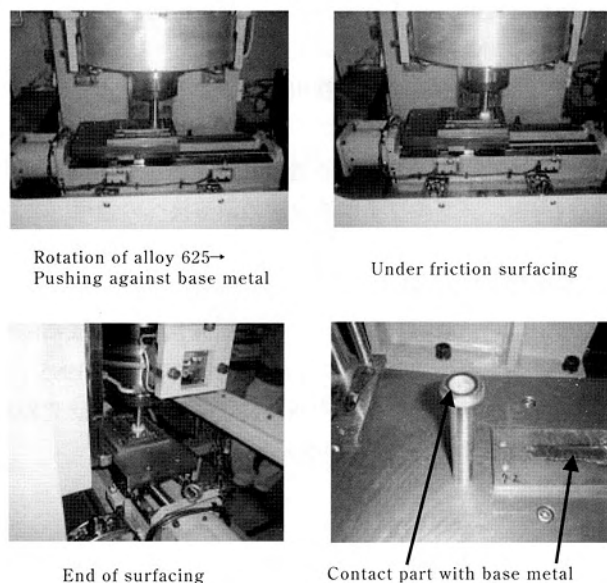 Rotation of alloy 625→
Pushing against base metal
Under friction surfacing
End of surfacing
Contact part with base metal